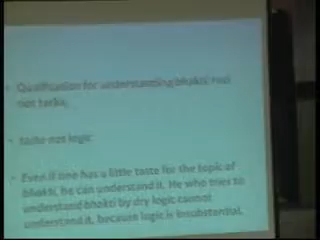 Qualification for understanding bhakti ruci
not tarka.
taste not logic
Even if one has a little taste for the topic of
bhakti, he can understand it. He who tries to
understand bhakti by dry logic cannot
understand it, because logic is insubstantial.